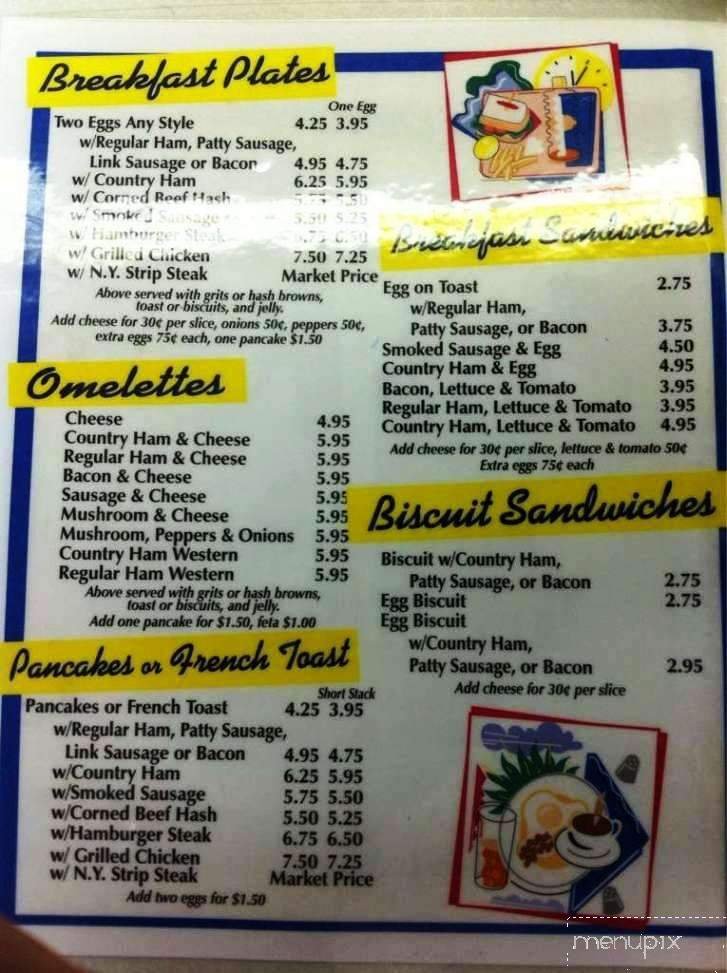 Breakfast Plates
One Egg
Two Eggs Any Style 4.25 3.95
w/Regular Ham, Patty Sausage,
Link Sausage or Bacon 4.95 4.75
w/ Country Ham 6.25 5.95
w/ Corned Beef Hash 5.50
w/ Smoked Sausage 5.50 5.25
w/ Hamburger Steak 6.75 6.50
w/ Grilled Chicken 7.50 7.25
w/ N.Y. Strip Steak Market Price
Above served with grits or hash browns,
toast or biscuits, and jelly.
Add cheese for 30¢ per slice, onions 50¢, peppers 50¢,
extra eggs 75¢ each, one pancake $1.50
Omelettes
Cheese 4.95
Country Ham & Cheese 5.95
Regular Ham & Cheese 5.95
Bacon & Cheese 5.95
Sausage & Cheese 5.95
Mushroom & Cheese 5.95
Mushroom, Peppers & Onions 5.95
Country Ham Western 5.95
Regular Ham Western 5.95
Above served with grits or hash browns,
toast or biscuits, and jelly.
Add one pancake for $1.50, feta $1.00
Pancakes or French Toast
Short Stack
Pancakes or French Toast 4.25 3.95
w/Regular Ham, Patty Sausage,
Link Sausage or Bacon 4.95 4.75
w/Country Ham 6.25 5.95
w/Smoked Sausage 5.75 5.50
w/Corned Beef Hash 5.50 5.25
w/Hamburger Steak 6.75 6.50
w/ Grilled Chicken 7.50 7.25
w/ N.Y. Strip Steak Market Price
Add two eggs for $1.50
Breakfast Sandwiches
Egg on Toast 2.75
w/Regular Ham,
Patty Sausage, or Bacon 3.75
Smoked Sausage & Egg 4.50
Country Ham & Egg 4.95
Bacon, Lettuce & Tomato 3.95
Regular Ham, Lettuce & Tomato 3.95
Country Ham, Lettuce & Tomato 4.95
Add cheese for 30¢ per slice, lettuce & tomato 50¢
Extra eggs 75¢ each
Biscuit Sandwiches
Biscuit w/Country Ham,
Patty Sausage, or Bacon 2.75
Egg Biscuit 2.75
Egg Biscuit
w/Country Ham,
Patty Sausage, or Bacon 2.95
Add cheese for 30¢ per slice
menupix